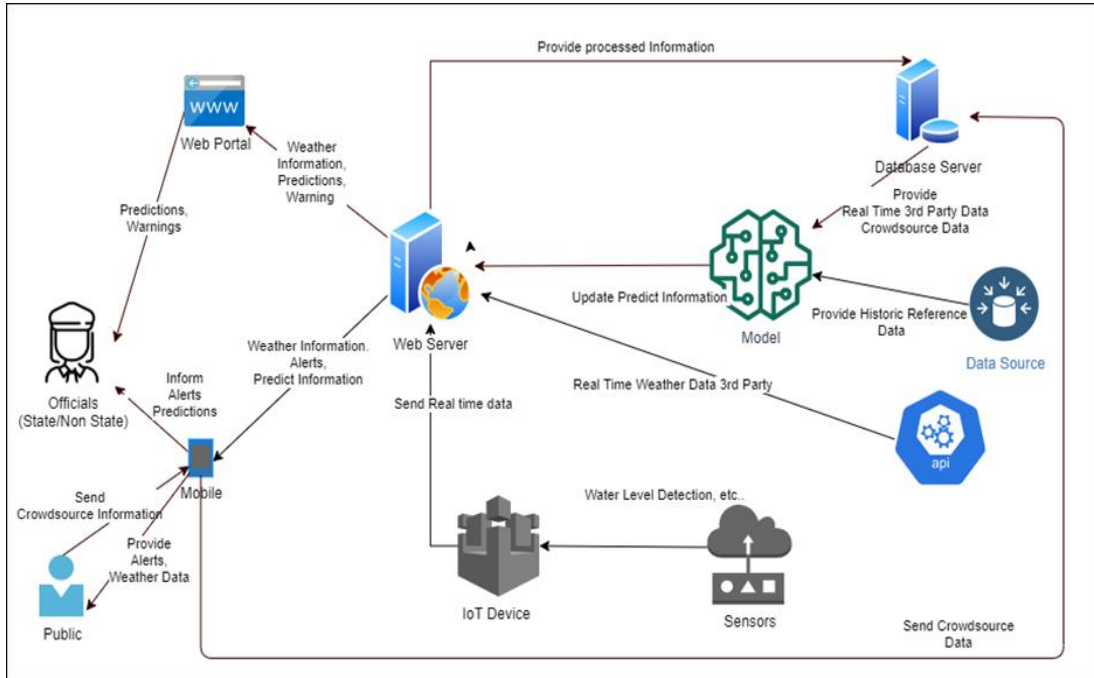 Provide processed Information
WWW
Web Portal
Weather
Information,
Predictions,
Warning
Database Server
Provide
Real Time 3rd Party Data
Crowdsource Data
Predictions,
Warnings
Update Predict Information
Model
Provide Historic Reference
Data
Data Source
Web Server
Weather Information.
Alerts,
Predict Information
Real Time Weather Data 3rd Party
Send Real time data
api
Officials
(State/Non State)
Inform
Alerts
Predictions
Mobile
Send
Crowdsource Information
Provide
Alerts,
Weather Data
Public
Water Level Detection, etc..
IoT Device
Sensors
Send Crowdsource
Data